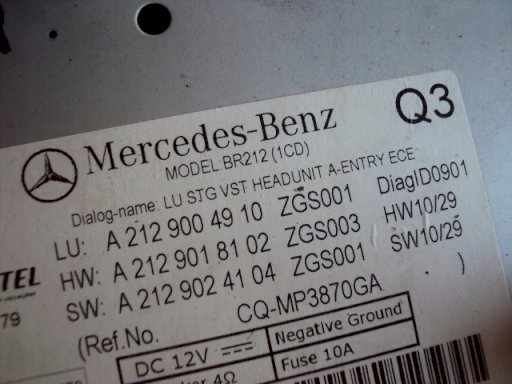 Q3
Mercedes-Benz
MODEL:BR212 (1CD)
Dialog-name: LU STG VST HEADUNIT A-ENTRY ECE
LU: A 212 900 49 10 ZGS001 DiagID0901
HW: A 212 901 81 02 ZGS003 HW10/29
SW: A 212 902 41 04 ZGS001 SW10/29
TEL
79
(Ref.No. CQ-MP3870GA )
DC 12V Negative Ground
4Ω Fuse 10A